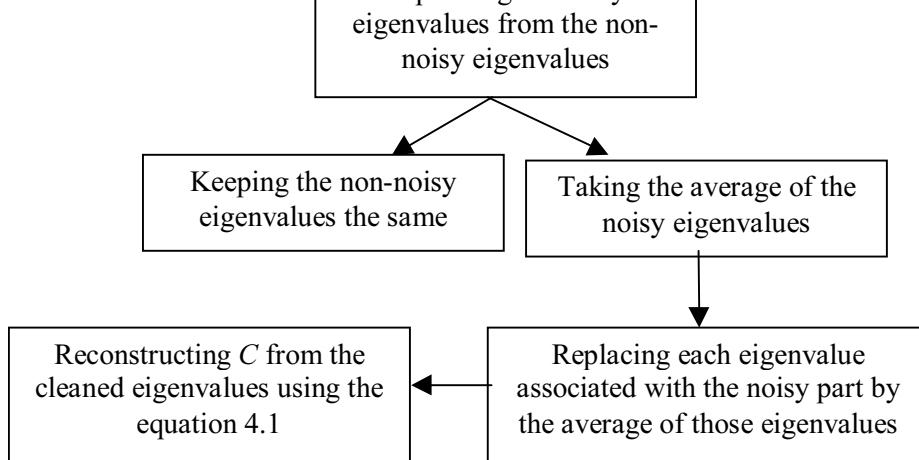 eigenvalues from the non-
noisy eigenvalues
Keeping the non-noisy
eigenvalues the same
Taking the average of the
noisy eigenvalues
Replacing each eigenvalue
associated with the noisy part by
the average of those eigenvalues
Reconstructing C from the
cleaned eigenvalues using the
equation 4.1